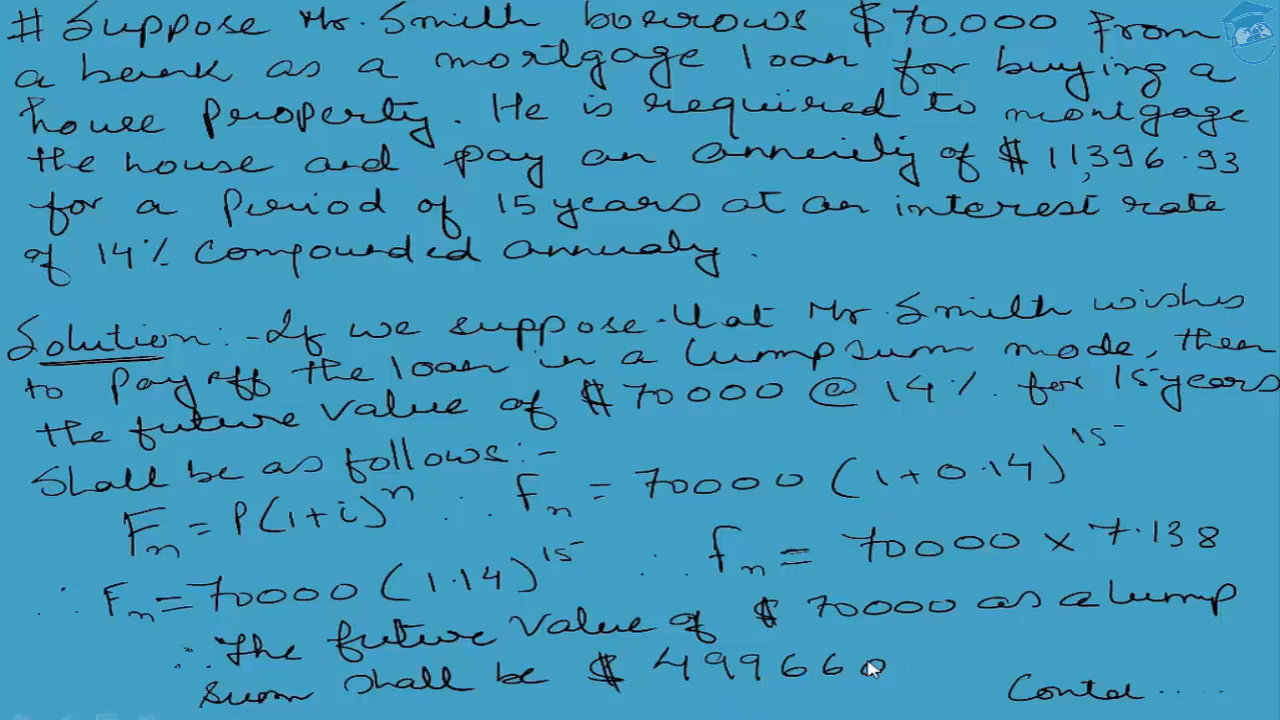 # Suppose Mr. Smith borrows $70,000 from
a bank as a mortgage loan for buying a
house property. He is required to mortgage
the house and pay an annuity of $ 11,396.93
for a period of 15 years at an interest rate
of 14% compounded annualy.
Solution:- If we suppose that Mr Smith wishes
to pay off the loan in a lumpsum mode, then
the future value of $ 70000 @ 14% for 15 years
shall be as follows:-
Fn = P(1+i)^n ∴ Fn = 70000 (1+0.14)^15
∴ Fn = 70000 (1.14)^15 ∴ Fn = 70000 x 7.138
∴ The future value of $ 70000 as a lump
sum shall be $ 499660
Contd.....